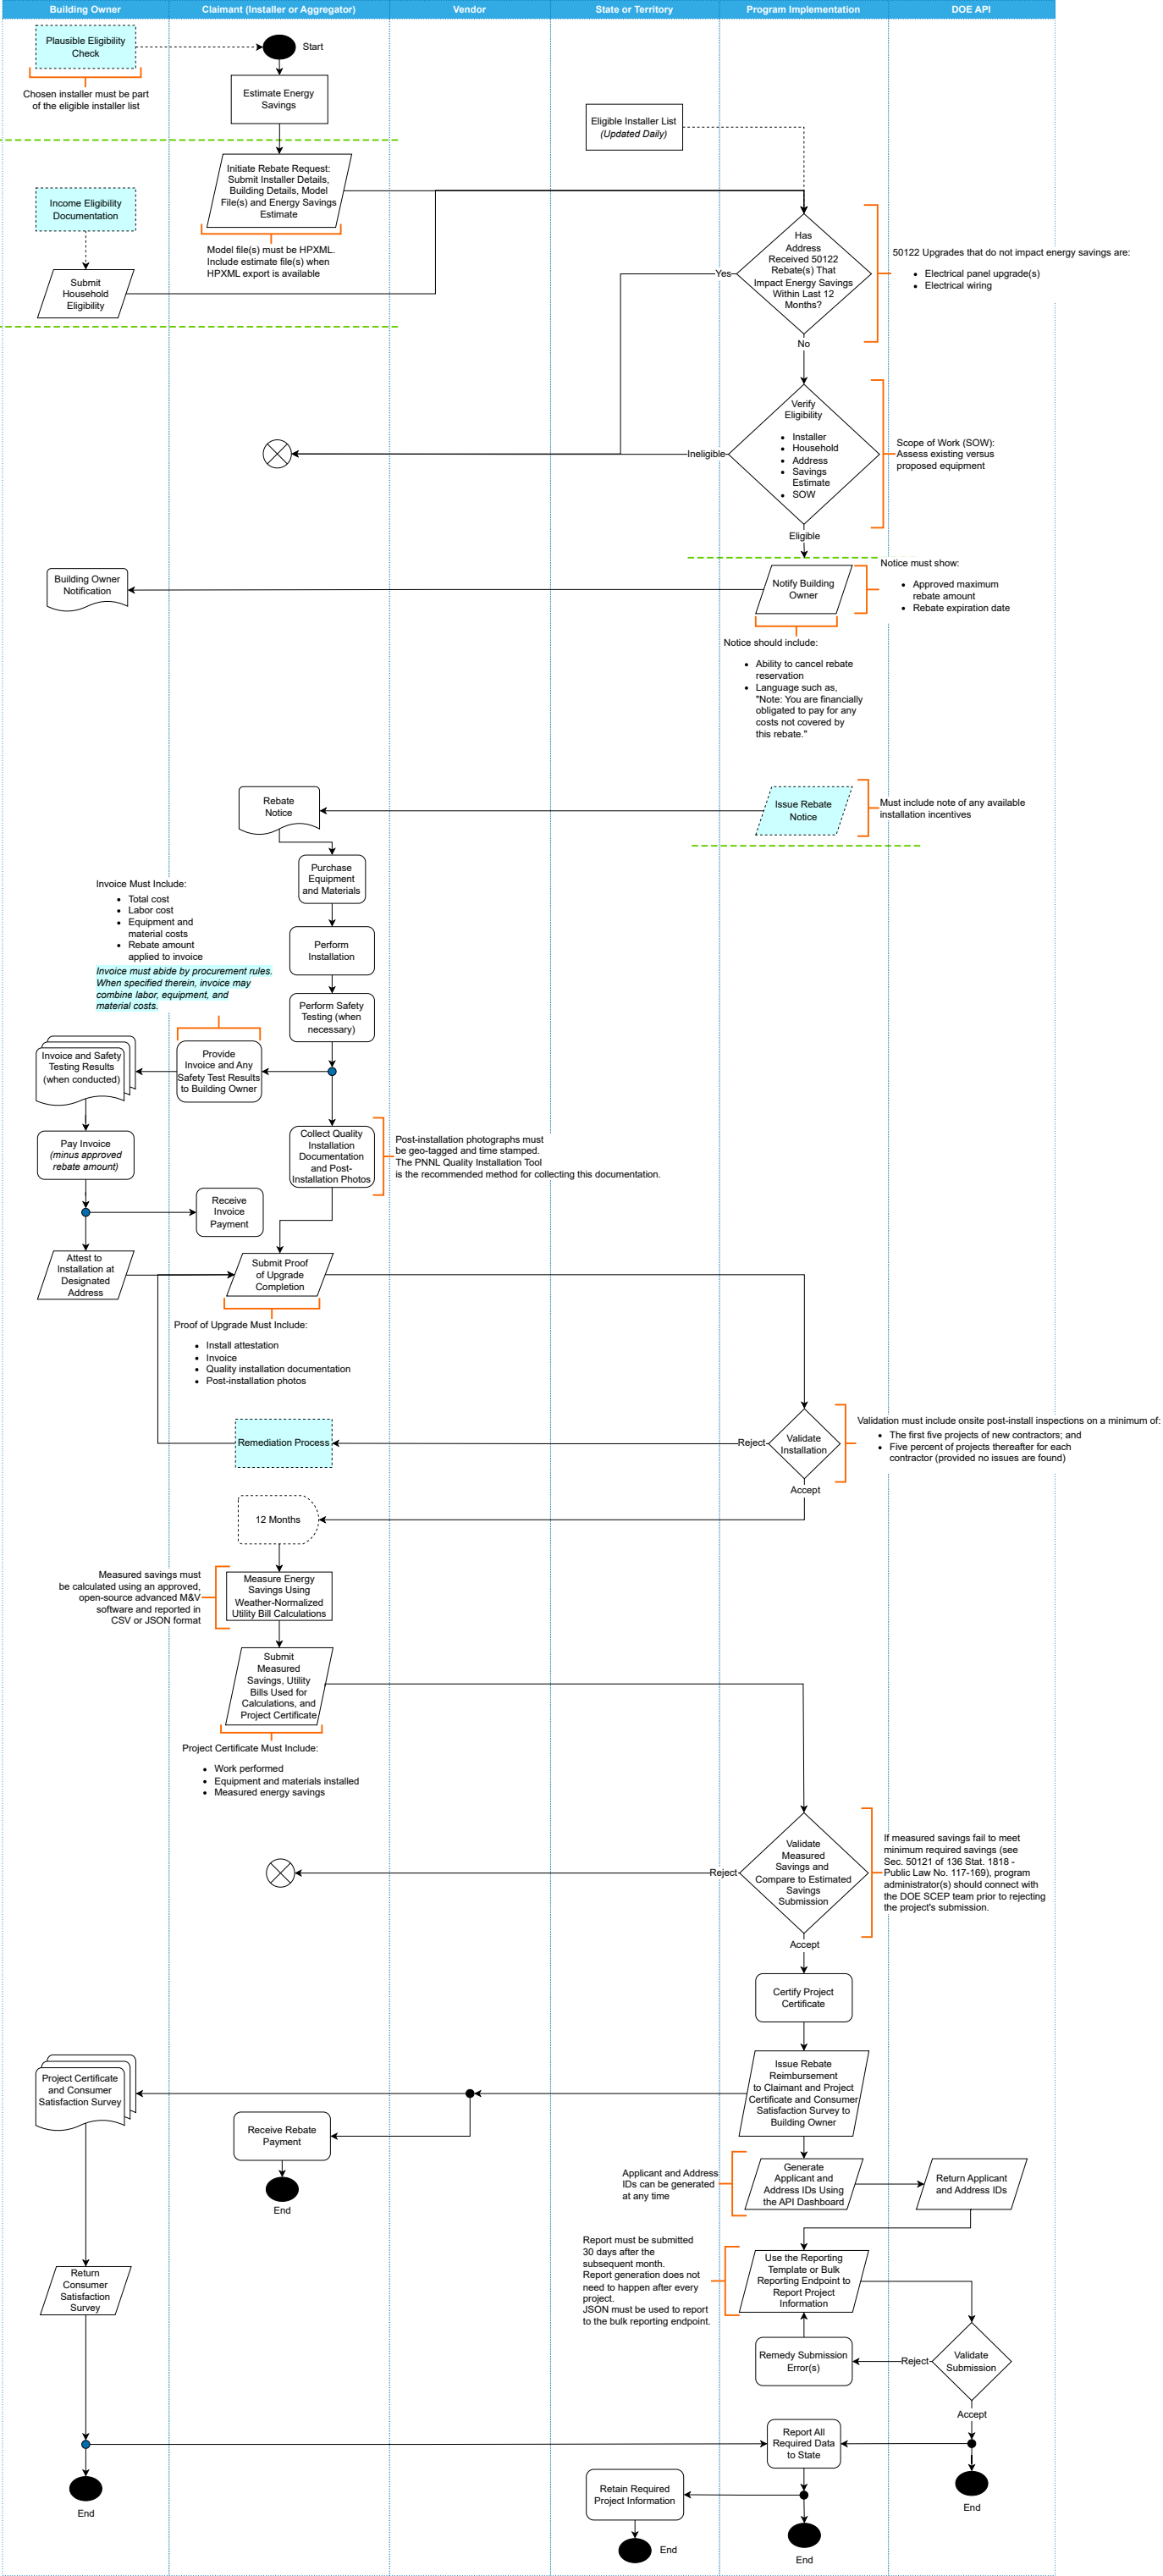 Building Owner
Claimant (Installer or Aggregator)
Vendor
State or Territory
Program Implementation
DOE API
Plausible Eligibility
Check
Start
Chosen installer must be part
of the eligible installer list
Estimate Energy
Savings
Eligible Installer List
(Updated Daily)
Initiate Rebate Request:
Submit Installer Details,
Building Details, Model
File(s) and Energy Savings
Estimate
Income Eligibility
Documentation
Model file(s) must be HPXML.
Include estimate file(s) when
HPXML export is available
Submit
Household
Eligibility
Has
Address
Received 50122
Rebate(s) That
Impact Energy Savings
Within Last 12
Months?
Yes
No
50122 Upgrades that do not impact energy savings are:
• Electrical panel upgrade(s)
• Electrical wiring
Verify
Eligibility
• Installer
• Household
• Address
• Savings
Estimate
• SOW
Ineligible
Eligible
Scope of Work (SOW):
Assess existing versus
proposed equipment
Building Owner
Notification
Notify Building
Owner
Notice must show:
• Approved maximum
rebate amount
• Rebate expiration date
Notice should include:
• Ability to cancel rebate
reservation
• Language such as,
"Note: You are financially
obligated to pay for any
costs not covered by
this rebate."
Rebate
Notice
Issue Rebate
Notice
Must include note of any available
installation incentives
Purchase
Equipment
and Materials
Invoice Must Include:
• Total cost
• Labor cost
• Equipment and
material costs
• Rebate amount
applied to invoice
Invoice must abide by procurement rules.
When specified therein, invoice may
combine labor, equipment, and
material costs.
Perform
Installation
Perform Safety
Testing (when
necessary)
Invoice and Safety
Testing Results
(when conducted)
Provide
Invoice and Any
Safety Test Results
to Building Owner
Pay Invoice
(minus approved
rebate amount)
Collect Quality
Installation
Documentation
and Post-
Installation Photos
Post-installation photographs must
be geo-tagged and time stamped.
The PNNL Quality Installation Tool
is the recommended method for collecting this documentation.
Receive
Invoice
Payment
Attest to
Installation at
Designated
Address
Submit Proof
of Upgrade
Completion
Proof of Upgrade Must Include:
• Install attestation
• Invoice
• Quality installation documentation
• Post-installation photos
Remediation Process
Reject
Validate
Installation
Accept
Validation must include onsite post-install inspections on a minimum of:
• The first five projects of new contractors; and
• Five percent of projects thereafter for each
contractor (provided no issues are found)
12 Months
Measured savings must
be calculated using an approved,
open-source advanced M&V
software and reported in
CSV or JSON format
Measure Energy
Savings Using
Weather-Normalized
Utility Bill Calculations
Submit
Measured
Savings, Utility
Bills Used for
Calculations, and
Project Certificate
Project Certificate Must Include:
• Work performed
• Equipment and materials installed
• Measured energy savings
Reject
Validate
Measured
Savings and
Compare to Estimated
Savings
Submission
Accept
If measured savings fail to meet
minimum required savings (see
Sec. 50121 of 136 Stat. 1818 -
Public Law No. 117-169), program
administrator(s) should connect with
the DOE SCEP team prior to rejecting
the project's submission.
Certify Project
Certificate
Project Certificate
and Consumer
Satisfaction Survey
Issue Rebate
Reimbursement
to Claimant and Project
Certificate and Consumer
Satisfaction Survey to
Building Owner
Receive Rebate
Payment
End
Applicant and Address
IDs can be generated
at any time
Generate
Applicant and
Address IDs Using
the API Dashboard
Return Applicant
and Address IDs
Report must be submitted
30 days after the
subsequent month.
Report generation does not
need to happen after every
project.
JSON must be used to report
to the bulk reporting endpoint.
Use the Reporting
Template or Bulk
Reporting Endpoint to
Report Project
Information
Return
Consumer
Satisfaction
Survey
Remedy Submission
Error(s)
Reject
Validate
Submission
Accept
Report All
Required Data
to State
Retain Required
Project Information
End
End
End
End